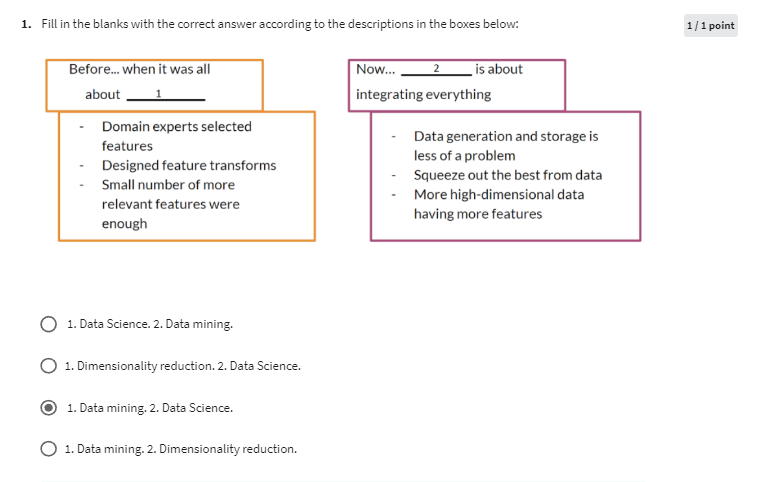 1. Fill in the blanks with the correct answer according to the descriptions in the boxes below:
1 / 1 point
Before... when it was all
about ___1___
- Domain experts selected
features
- Designed feature transforms
- Small number of more
relevant features were
enough
Now... ___2___ is about
integrating everything
- Data generation and storage is
less of a problem
- Squeeze out the best from data
- More high-dimensional data
having more features
1. Data Science. 2. Data mining.
1. Dimensionality reduction. 2. Data Science.
1. Data mining. 2. Data Science.
1. Data mining. 2. Dimensionality reduction.